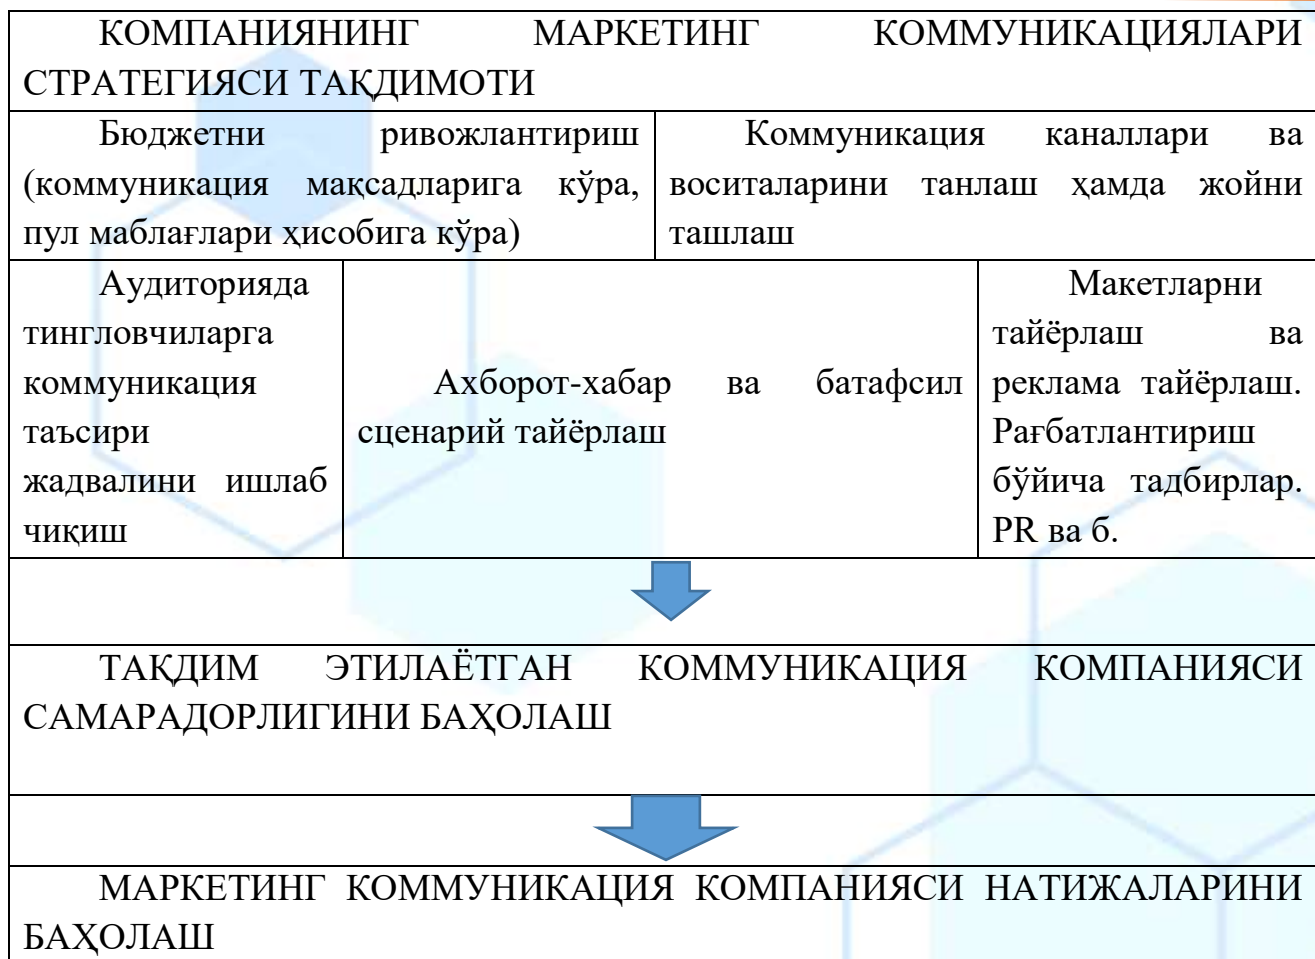 КОМПАНИЯНИНГ МАРКЕТИНГ КОММУНИКАЦИЯЛАРИ
СТРАТЕГИЯСИ ТАҚДИМОТИ
Бюджетни ривожлантириш
(коммуникация мақсадларига кўра,
пул маблағлари ҳисобига кўра)
Коммуникация каналлари ва
воситаларини танлаш ҳамда жойни
ташлаш
Аудиторияда
тингловчиларга
коммуникация
таъсири
жадвалини ишлаб
чиқиш
Ахборот-хабар ва батафсил
сценарий тайёрлаш
Макетларни
тайёрлаш ва
реклама тайёрлаш.
Рағбатлантириш
бўйича тадбирлар.
PR ва б.
ТАҚДИМ ЭТИЛАЁТГАН КОММУНИКАЦИЯ КОМПАНИЯСИ
САМАРАДОРЛИГИНИ БАҲОЛАШ
МАРКЕТИНГ КОММУНИКАЦИЯ КОМПАНИЯСИ НАТИЖАЛАРИНИ
БАҲОЛАШ